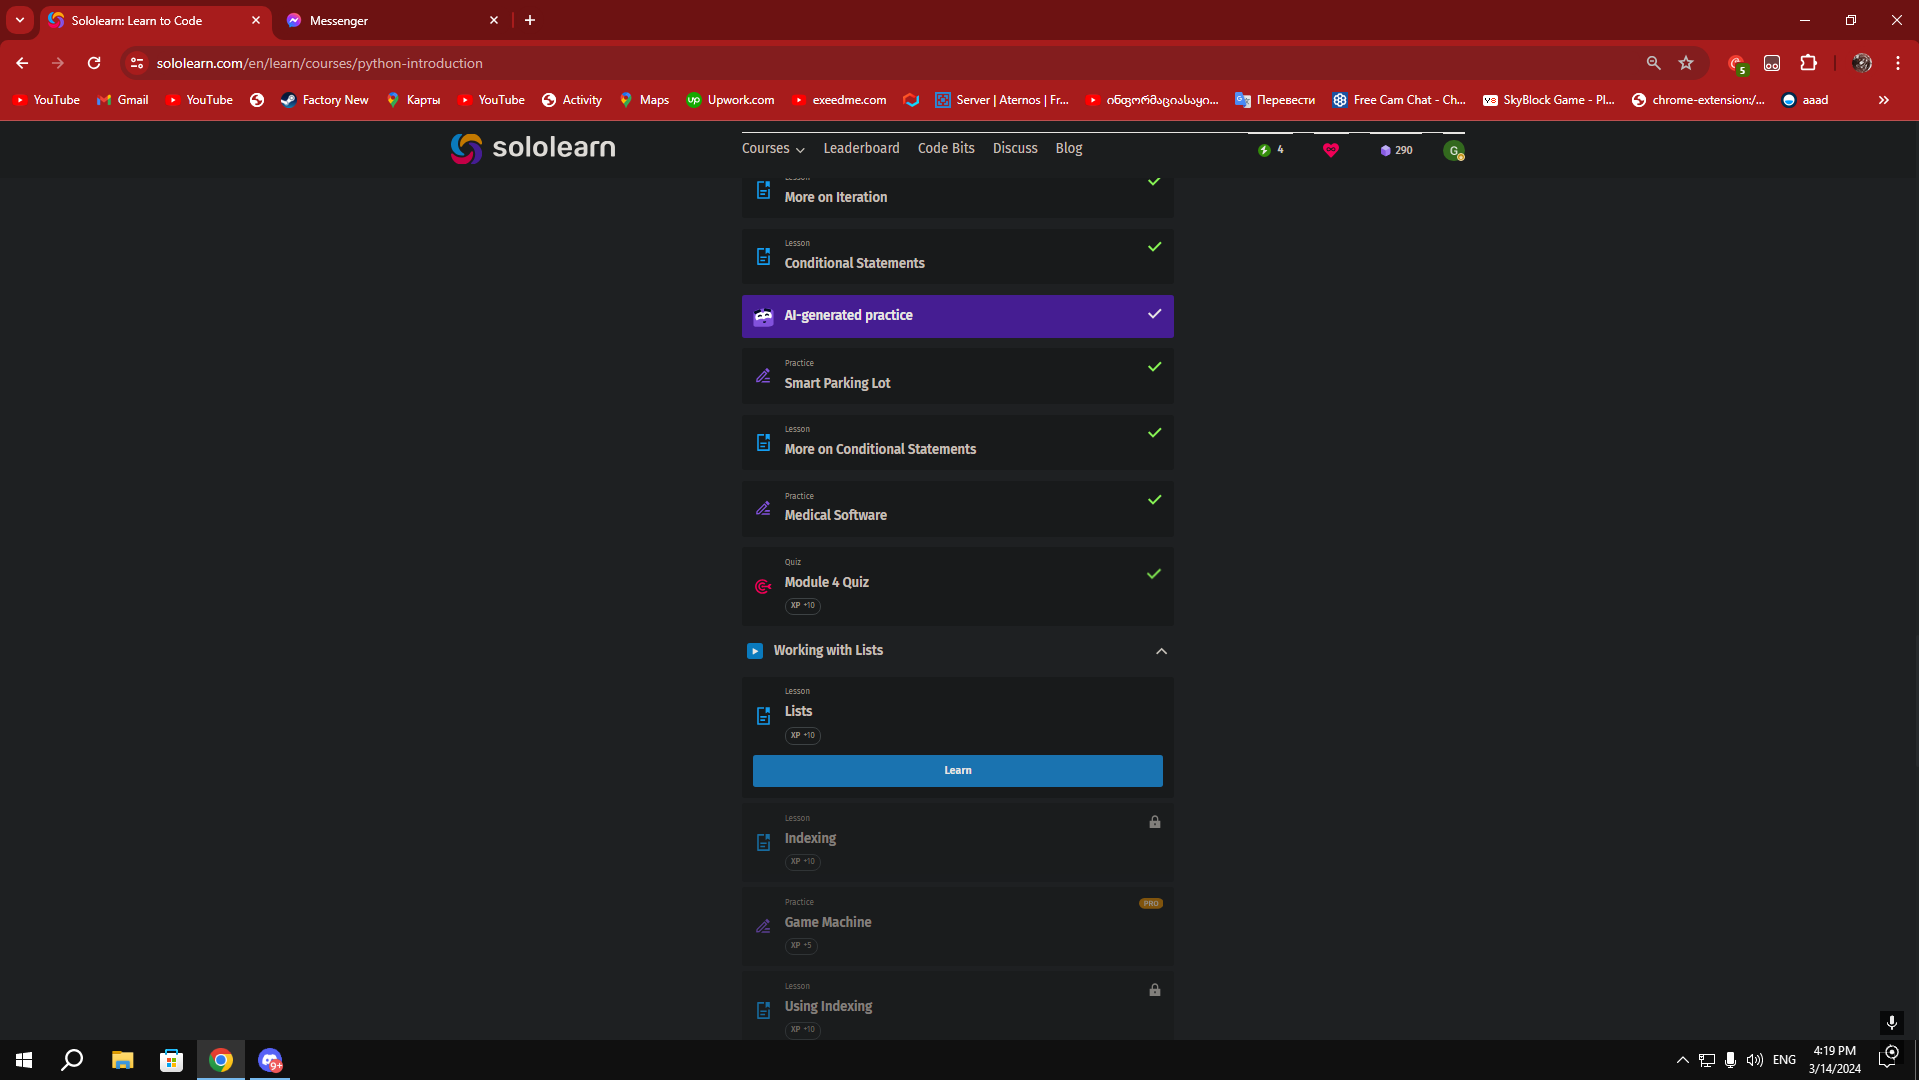 Sololearn: Learn to Code
Messenger
sololearn.com/en/learn/courses/python-introduction
5
YouTube
Gmail
YouTube
Factory New
Карты
YouTube
Activity
Maps
up
Upwork.com
exeedme.com
Server | Aternos | Fr...
ინფორმაციასაყო...
Перевести
Free Cam Chat - Ch...
SkyBlock Game - Pl...
chrome-extension:/...
aaad
sololearn
Courses
Leaderboard
Code Bits
Discuss
Blog
4
290
G
More on Iteration
Lesson
Conditional Statements
AI-generated practice
Practice
Smart Parking Lot
Lesson
More on Conditional Statements
Practice
Medical Software
Quiz
Module 4 Quiz
XP +10
Working with Lists
Lesson
Lists
XP +10
Learn
Lesson
Indexing
XP +10
Practice
PRO
Game Machine
XP +5
Lesson
Using Indexing
XP +10
9+
ENG
4:19 PM
3/14/2024